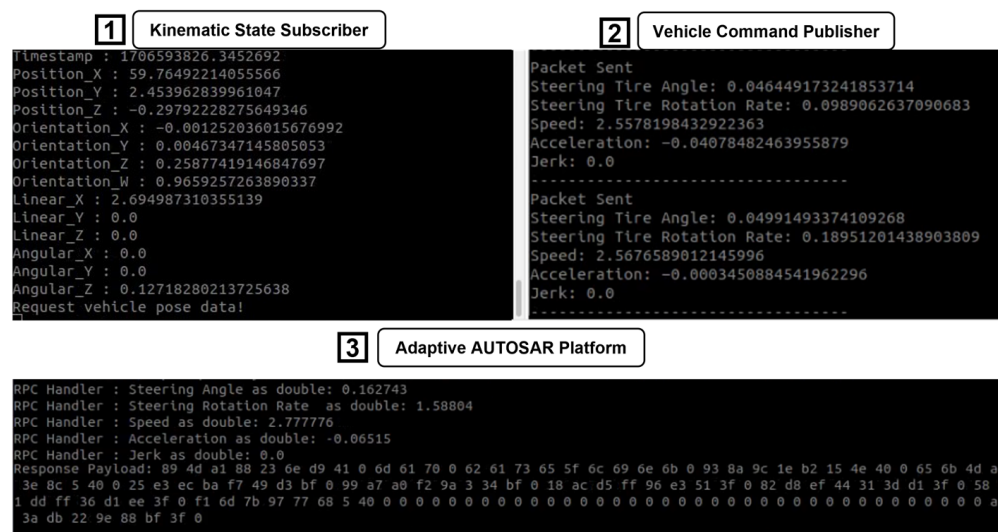 1 Kinematic State Subscriber
Timestamp : 1706593826.3452692
Position_X : 59.76492214055566
Position_Y : 2.453962839961047
Position_Z : -0.29792228275649346
Orientation_X : -0.001252036015676992
Orientation_Y : 0.00467347145805053
Orientation_Z : 0.25877419146847697
Orientation_W : 0.9659257263890337
Linear_X : 2.694987310355139
Linear_Y : 0.0
Linear_Z : 0.0
Angular_X : 0.0
Angular_Y : 0.0
Angular_Z : 0.12718280213725638
Request vehicle pose data!
2 Vehicle Command Publisher
Packet Sent
Steering Tire Angle: 0.046449173241853714
Steering Tire Rotation Rate: 0.0989062637090683
Speed: 2.5578198432922363
Acceleration: -0.04078482463955879
Jerk: 0.0
----------------------------------
Packet Sent
Steering Tire Angle: 0.04991493374109268
Steering Tire Rotation Rate: 0.18951201438903809
Speed: 2.5676589012145996
Acceleration: -0.0003450884541962296
Jerk: 0.0
----------------------------------
3 Adaptive AUTOSAR Platform
RPC Handler : Steering Angle as double: 0.162743
RPC Handler : Steering Rotation Rate  as double: 1.58804
RPC Handler : Speed as double: 2.777776
RPC Handler : Acceleration as double: -0.06515
RPC Handler : Jerk as double: 0.0
Response Payload: 89 4d a1 88 23 6e d9 41 0 6d 61 70 0 62 61 73 65 5f 6c 69 6e 6b 0 93 8a 9c 1e b2 15 4e 40 0 65 6b 4d a
3e 8c 5 40 0 25 e3 ec ba f7 49 d3 bf 0 99 a7 a0 f2 9a 3 34 bf 0 18 ac d5 ff 96 e3 51 3f 0 82 d8 ef 44 31 3d d1 3f 0 58
1 dd ff 36 d1 ee 3f 0 f1 6d 7b 97 77 68 5 40 0 0 0 0 0 0 0 0 0 0 0 0 0 0 0 0 0 0 0 0 0 0 0 0 0 0 0 0 0 0 0 0 0 0 0 0 0 a
3a db 22 9e 88 bf 3f 0